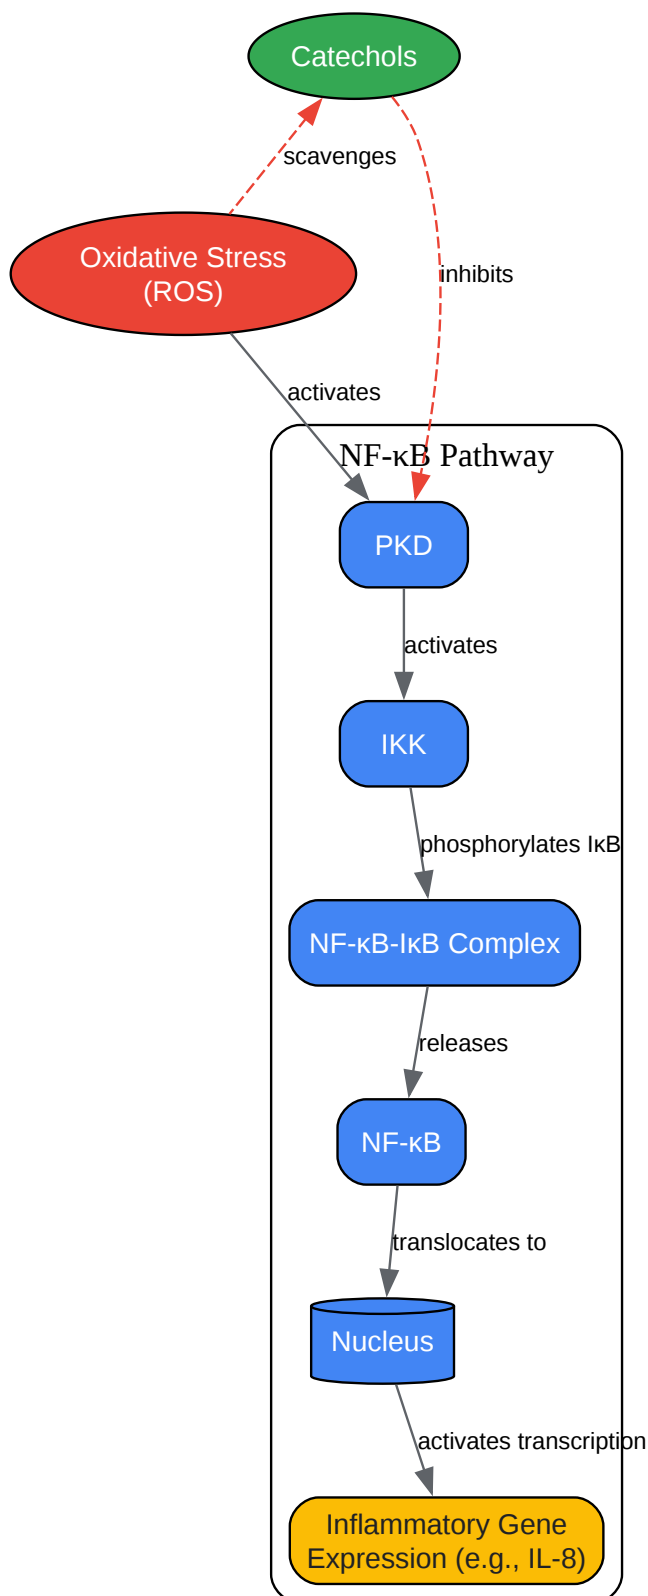 Catechols
scavenges
Oxidative Stress
(ROS)
inhibits
activates
NF-κB Pathway
PKD
activates
IKK
phosphorylates IκB
NF-κB-IκB Complex
releases
NF-κB
translocates to
Nucleus
activates transcription
Inflammatory Gene
Expression (e.g., IL-8)